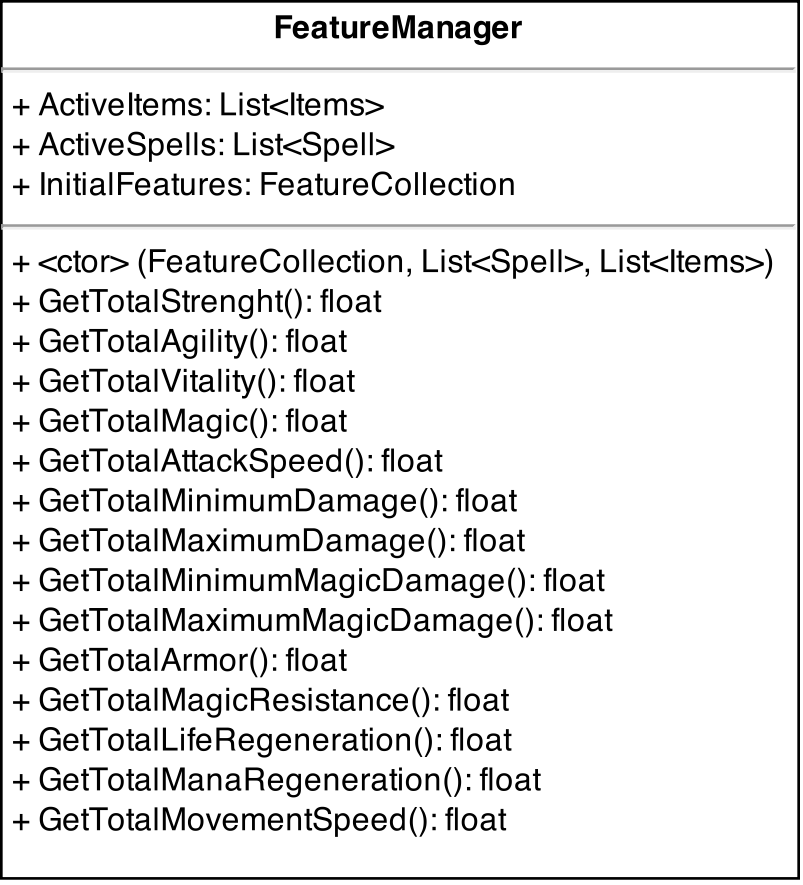 FeatureManager
+ ActiveItems: List<Items>
+ ActiveSpells: List<Spell>
+ InitialFeatures: FeatureCollection
+ <ctor> (FeatureCollection, List<Spell>, List<Items>)
+ GetTotalStrenght(): float
+ GetTotalAgility(): float
+ GetTotalVitality(): float
+ GetTotalMagic(): float
+ GetTotalAttackSpeed(): float
+ GetTotalMinimumDamage(): float
+ GetTotalMaximumDamage(): float
+ GetTotalMinimumMagicDamage(): float
+ GetTotalMaximumMagicDamage(): float
+ GetTotalArmor(): float
+ GetTotalMagicResistance(): float
+ GetTotalLifeRegeneration(): float
+ GetTotalManaRegeneration(): float
+ GetTotalMovementSpeed(): float